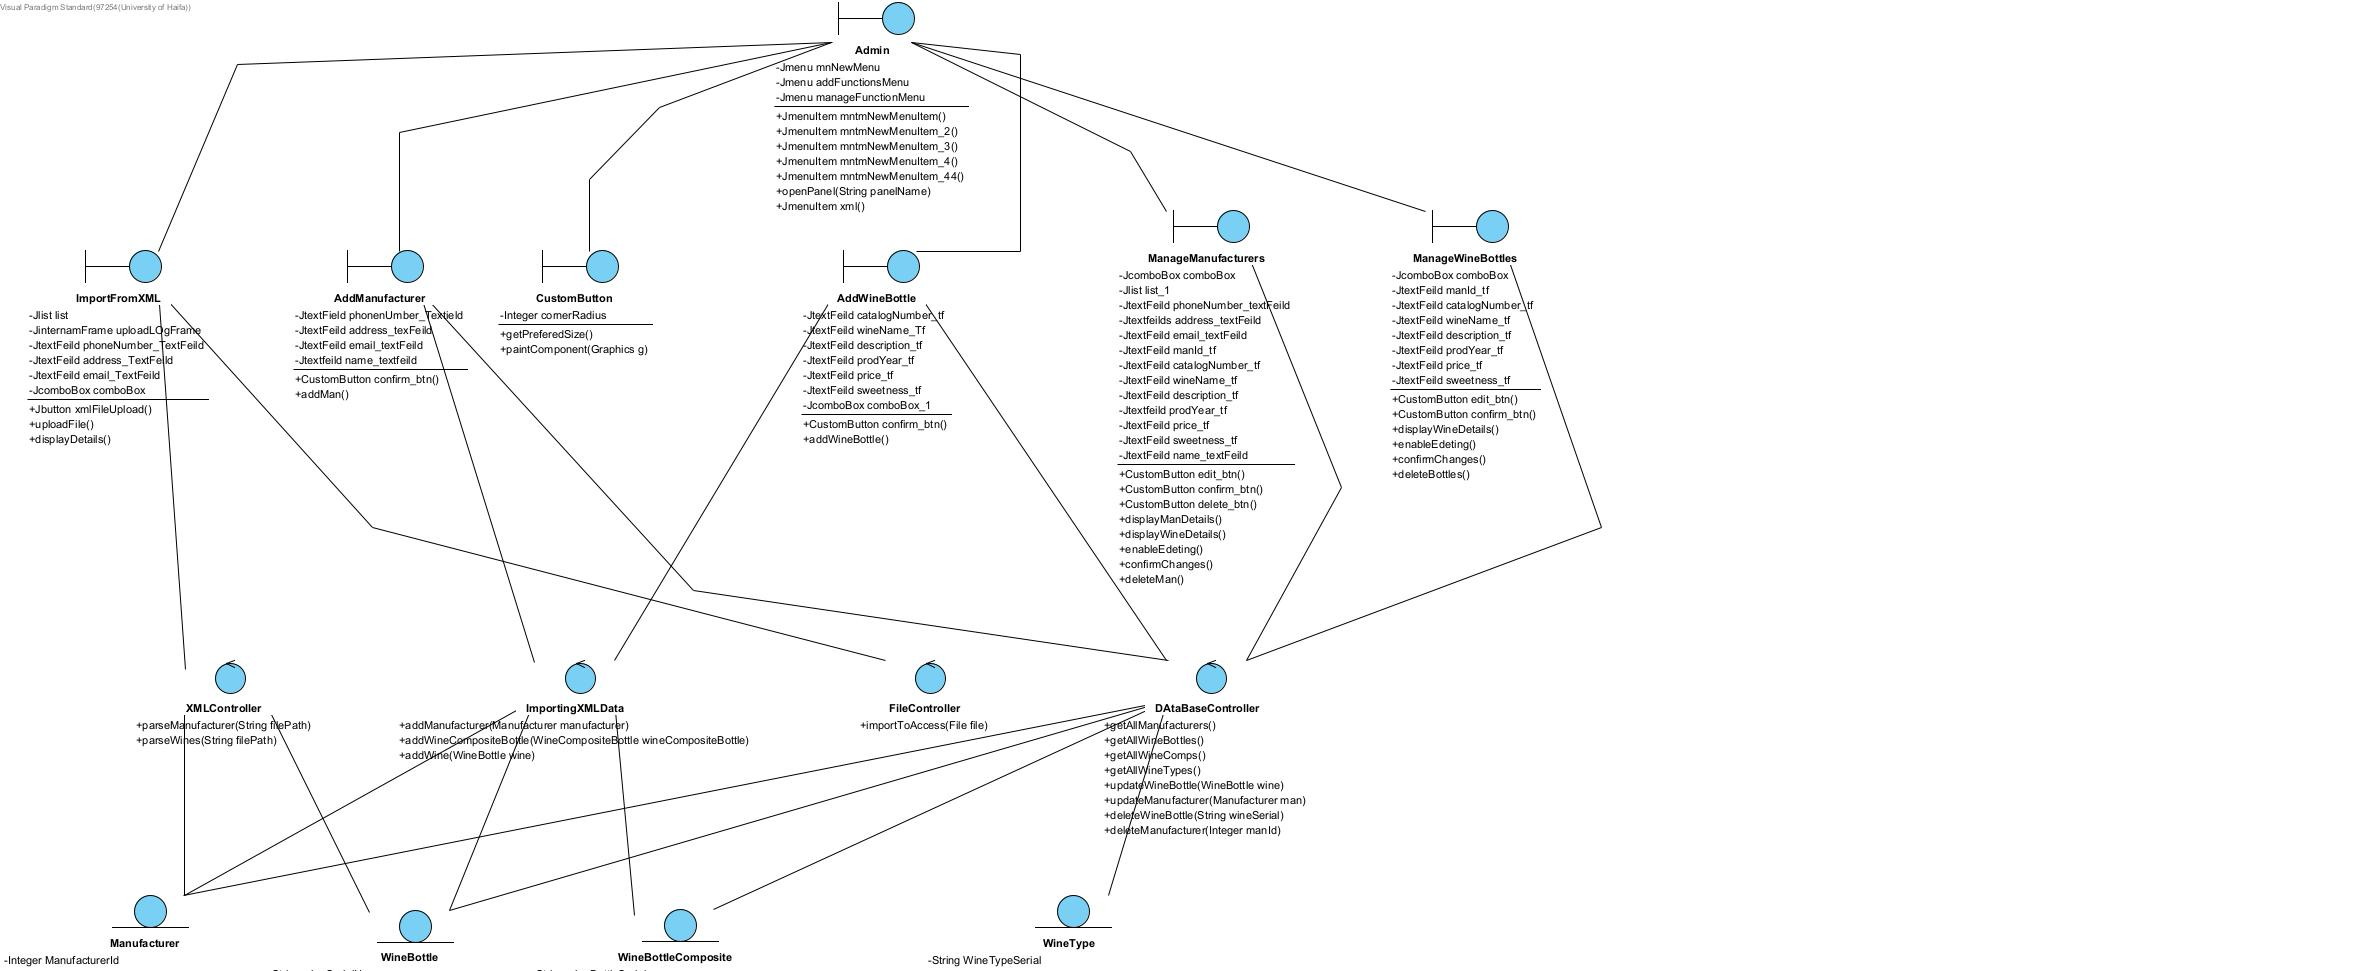 Visual Paradigm Standard(97254(University of Haifa))
Admin
-Jmenu mnNewMenu
-Jmenu addFunctionsMenu
-Jmenu manageFunctionMenu
+JmenuItem mntmNewMenuItem()
+JmenuItem mntmNewMenuItem_2()
+JmenuItem mntmNewMenuItem_3()
+JmenuItem mntmNewMenuItem_4()
+JmenuItem mntmNewMenuItem_44()
+openPanel(String panelName)
+JmenuItem xml()
ImportFromXML
-Jlist list
-JinternamFrame uploadLOgFrame
-JtextFeild phoneNumber_TextFeild
-JtextFeild address_TextFeild
-JtextFeild email_TextFeild
-JcomboBox comboBox
+Jbutton xmlFileUpload()
+uploadFile()
+displayDetails()
AddManufacturer
-JtextField phonenUmber_Textield
-JtextFeild address_texFeild
-JtextFeild email_textFeild
-Jtextfeild name_textfeild
+CustomButton confirm_btn()
+addMan()
CustomButton
-Integer cornerRadius
+getPreferedSize()
+paintComponent(Graphics g)
AddWineBottle
-JtextFeild catalogNumber_tf
-JtextFeild wineName_Tf
-JtextFeild description_tf
-JtextFeild prodYear_tf
-JtextFeild price_tf
-JtextFeild sweetness_tf
-JcomboBox comboBox_1
+CustomButton confirm_btn()
+addWineBottle()
ManageManufacturers
-JcomboBox comboBox
-Jlist list_1
-JtextFeild phoneNumber_textFeild
-Jtextfeilds address_textFeild
-JtextFeild email_textFeild
-JtextFeild manId_tf
-JtextFeild catalogNumber_tf
-JtextFeild wineName_tf
-JtextFeild description_tf
-Jtextfeild prodYear_tf
-JtextFeild price_tf
-JtextFeild sweetness_tf
-JtextFeild name_textFeild
+CustomButton edit_btn()
+CustomButton confirm_btn()
+CustomButton delete_btn()
+displayManDetails()
+displayWineDetails()
+enableEdeting()
+confirmChanges()
+deleteMan()
ManageWineBottles
-JcomboBox comboBox
-JtextFeild manId_tf
-JtextFeild catalogNumber_tf
-JtextFeild wineName_tf
-JtextFeild description_tf
-JtextFeild prodYear_tf
-JtextFeild price_tf
-JtextFeild sweetness_tf
+CustomButton edit_btn()
+CustomButton confirm_btn()
+displayWineDetails()
+enableEdeting()
+confirmChanges()
+deleteBottles()
XMLController
+parseManufacturer(String filePath)
+parseWines(String filePath)
ImportingXMLData
+addManufacturer(Manufacturer manufacturer)
+addWineCompositeBottle(WineCompositeBottle wineCompositeBottle)
+addWine(WineBottle wine)
FileController
+importToAccess(File file)
DAtaBaseController
+getAllManufacturers()
+getAllWineBottles()
+getAllWineComps()
+getAllWineTypes()
+updateWineBottle(WineBottle wine)
+updateManufacturer(Manufacturer man)
+deleteWineBottle(String wineSerial)
+deleteManufacturer(Integer manId)
Manufacturer
-Integer ManufacturerId
WineBottle
WineBottleComposite
WineType
-String WineTypeSerial